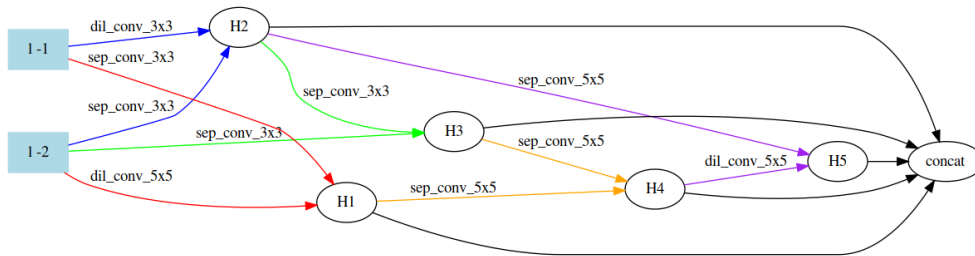 dil_conv_3x3
H2
1 -1
sep_conv_3x3
sep_conv_5x5
sep_conv_3x3
sep_conv_3x3
sep_conv_3x3
H3
1 -2
sep_conv_5x5
dil_conv_5x5
H5
concat
dil_conv_5x5
sep_conv_5x5
H4
H1